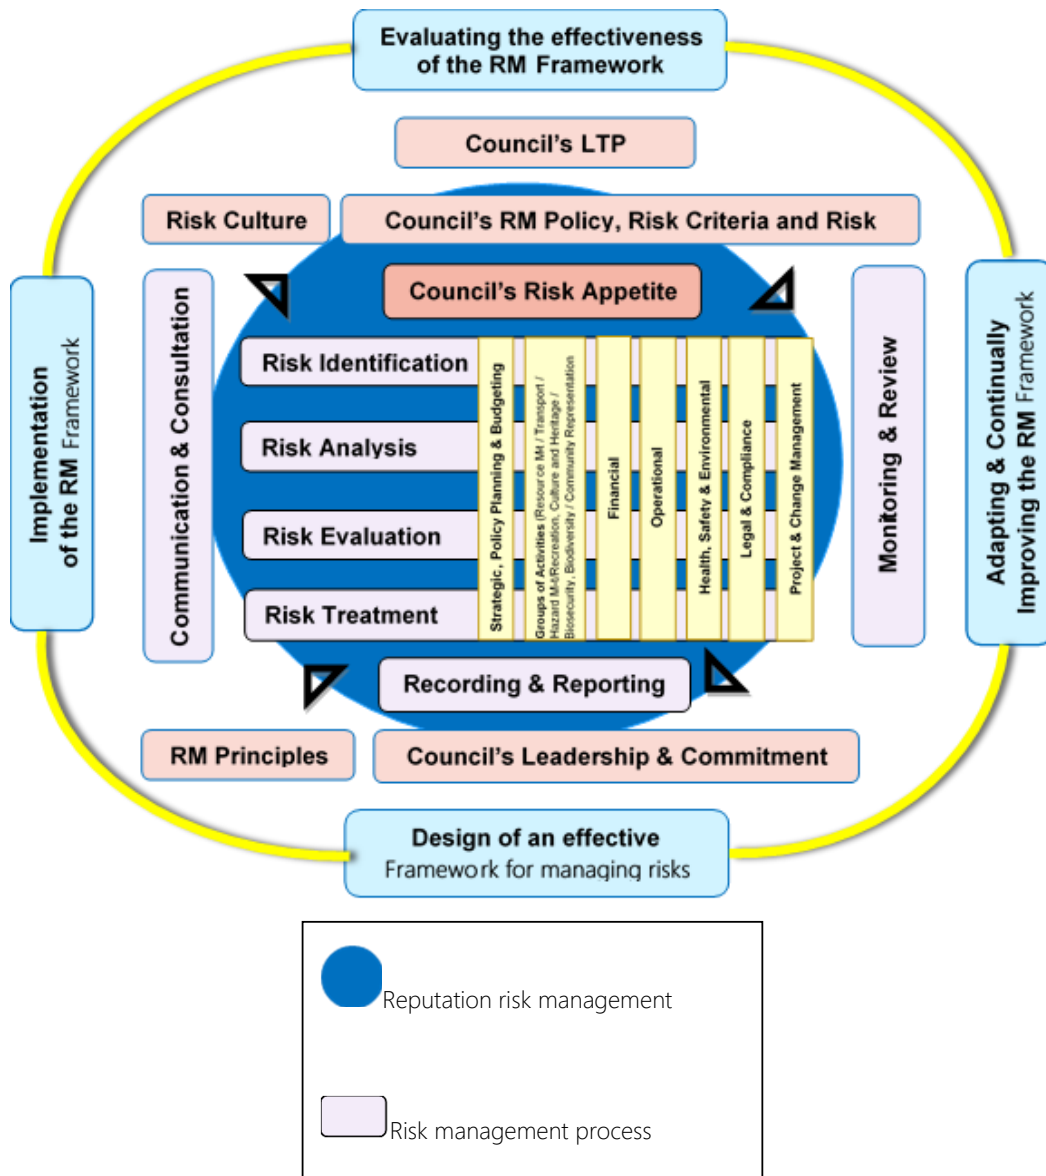 Evaluating the effectiveness
of the RM Framework
Council's LTP
Risk Culture
Council's RM Policy, Risk Criteria and Risk
Council's Risk Appetite
Implementation
of the RM Framework
Communication & Consultation
Risk Identification
Risk Analysis
Risk Evaluation
Risk Treatment
Strategic, Policy Planning & Budgeting
Groups of Activities (Resource Mt / Transport /
Hazard M-t/Recreation, Culture and Heritage /
Biosecurity, Biodiversity / Community Representation
Financial
Operational
Health, Safety & Environmental
Legal & Compliance
Project & Change Management
Monitoring & Review
Adapting & Continually
Improving the RM Framework
Recording & Reporting
RM Principles
Council's Leadership & Commitment
Design of an effective
Framework for managing risks
Reputation risk management
Risk management process